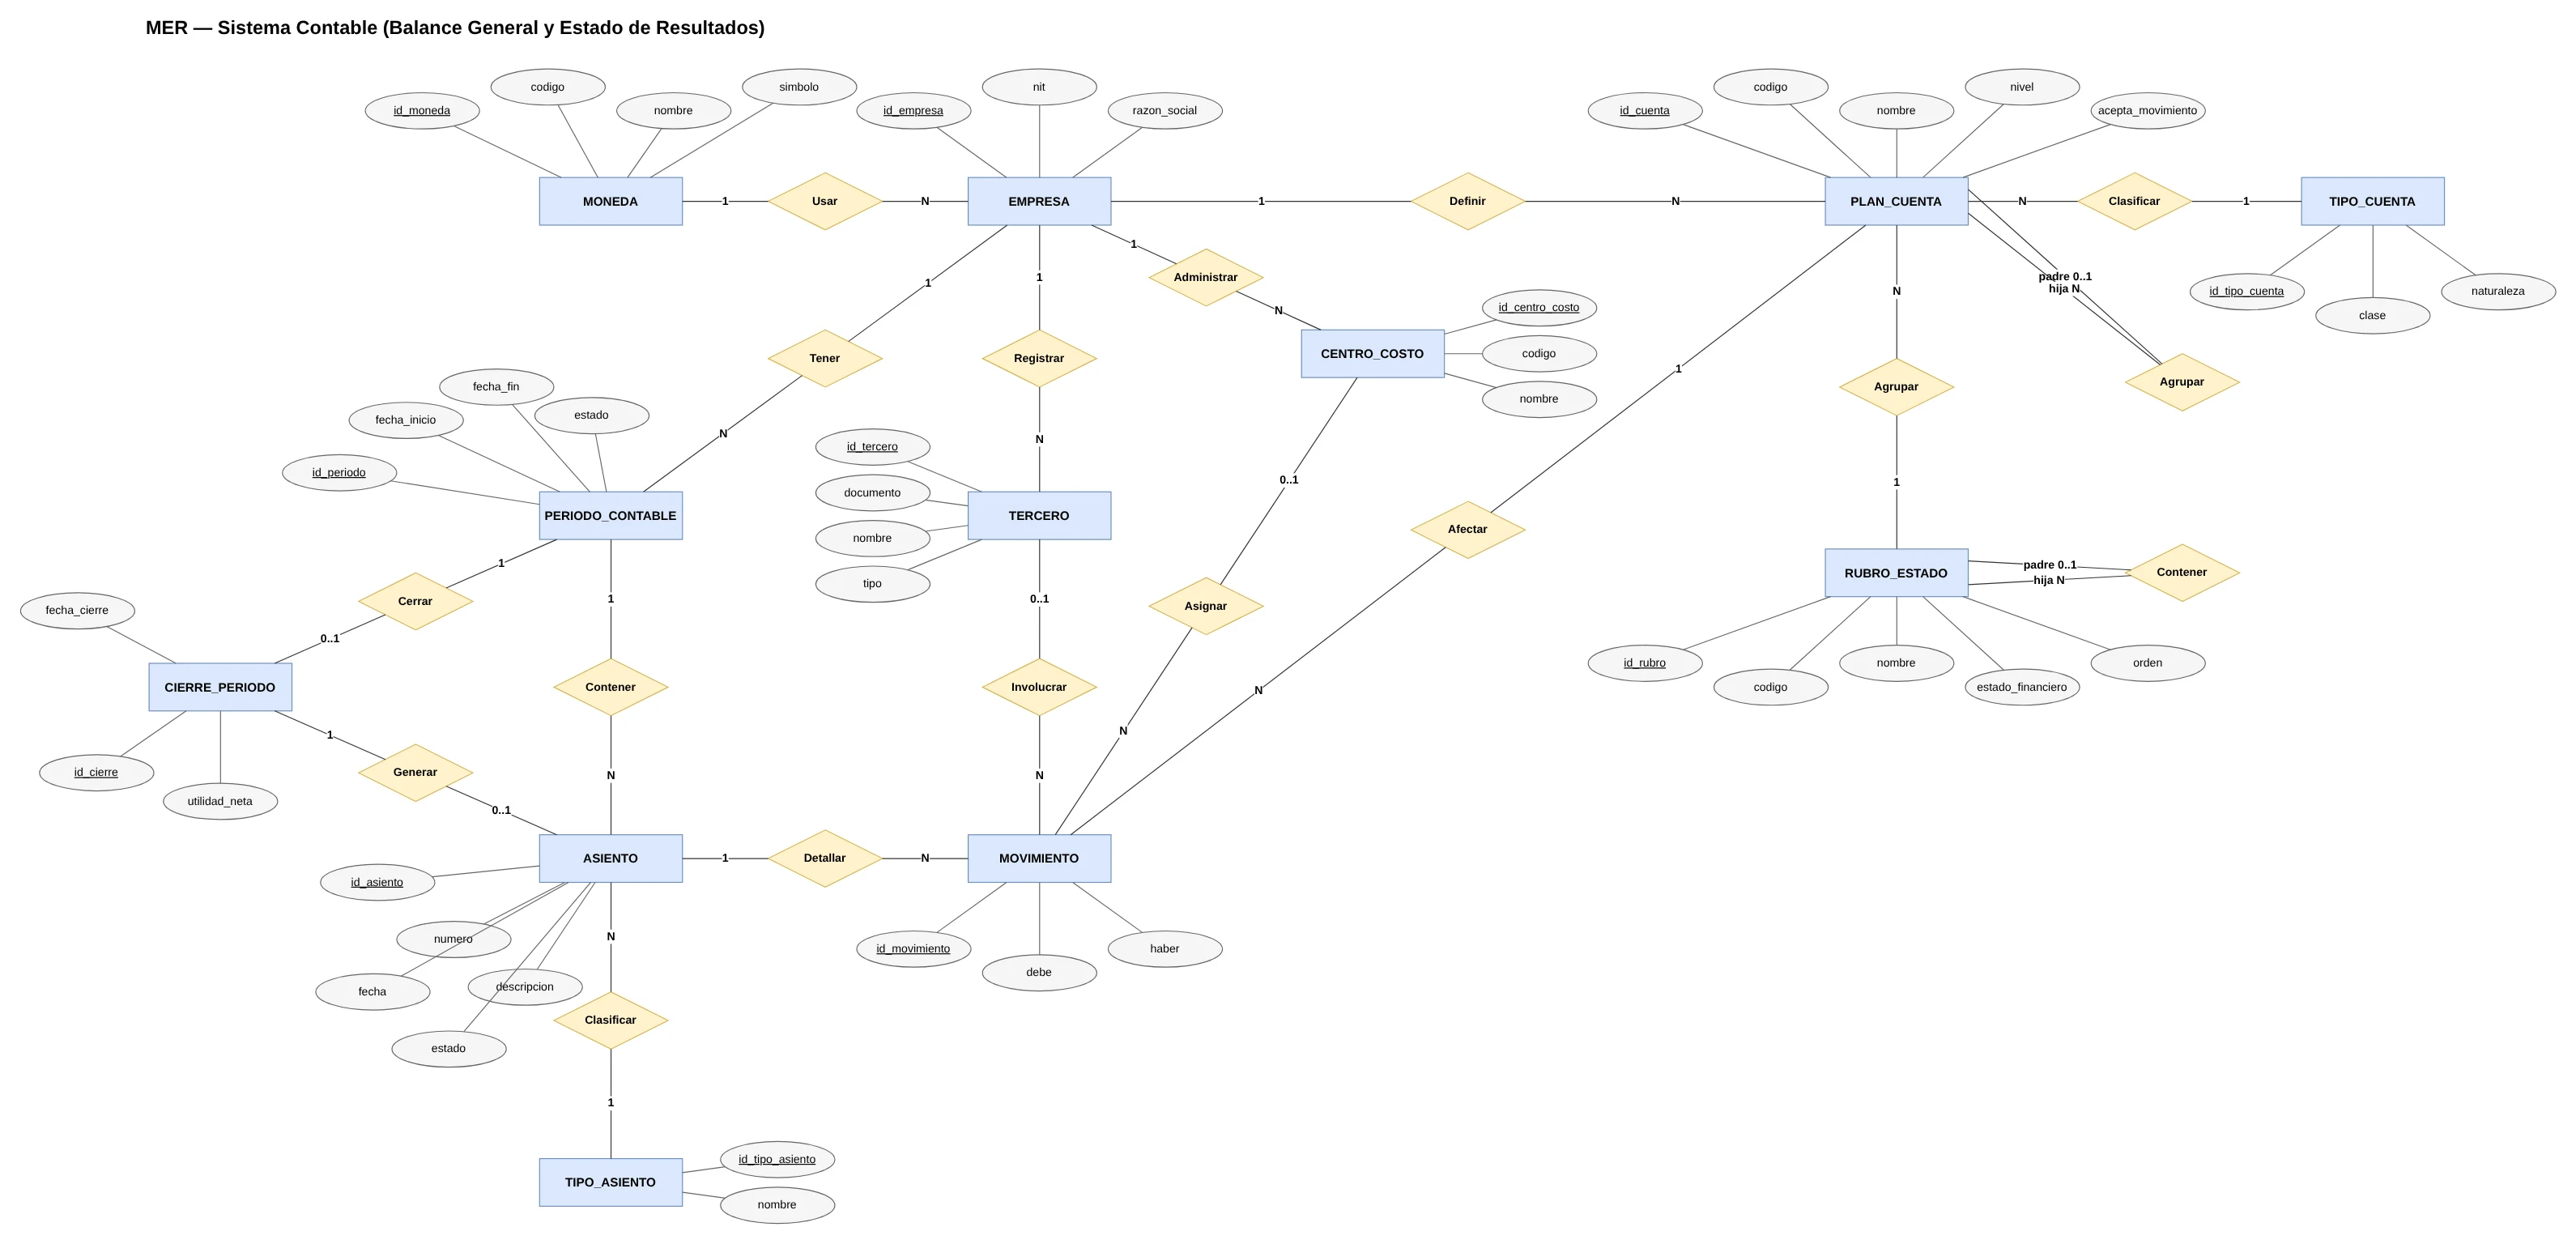 MER — Sistema Contable (Balance General y Estado de Resultados)
codigo
simbolo
nit
codigo
nivel
id_moneda
nombre
id_empresa
razon_social
id_cuenta
nombre
acepta_movimiento
MONEDA
1
Usar
N
EMPRESA
1
Definir
N
PLAN_CUENTA
N
Clasificar
1
TIPO_CUENTA
1
Administrar
N
1
1
N
padre 0..1
hija N
id_tipo_cuenta
clase
naturaleza
id_centro_costo
CENTRO_COSTO
codigo
nombre
Tener
Registrar
1
Agrupar
Agrupar
fecha_fin
fecha_inicio
estado
id_periodo
N
N
id_tercero
documento
nombre
tipo
0..1
1
PERIODO_CONTABLE
TERCERO
Afectar
1
Cerrar
0..1
1
0..1
Asignar
RUBRO_ESTADO
padre 0..1
hija N
Contener
fecha_cierre
CIERRE_PERIODO
Contener
Involucrar
N
N
id_rubro
codigo
nombre
estado_financiero
orden
1
id_cierre
utilidad_neta
Generar
0..1
N
N
ASIENTO
1
Detallar
N
MOVIMIENTO
id_asiento
numero
fecha
descripcion
estado
N
id_movimiento
debe
haber
Clasificar
1
TIPO_ASIENTO
id_tipo_asiento
nombre